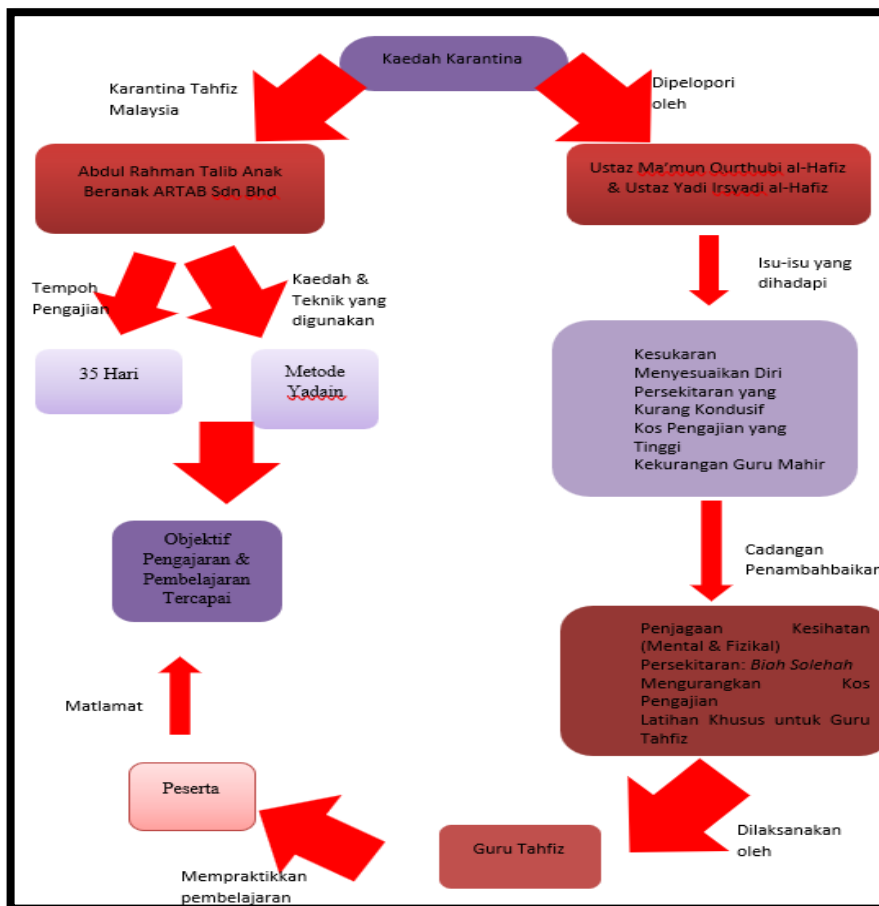 Kaedah Karantina
Karantina Tahfiz
Malaysia
Dipelopori
oleh
Abdul Rahman Talib Anak
Beranak ARTAB Sdn Bhd
Ustaz Ma'mun Qurthubi al-Hafiz
& Ustaz Yadi Irsyadi al-Hafiz
Tempoh
Pengajian
Kaedah &
Teknik yang
digunakan
Isu-isu yang
dihadapi
35 Hari
Metode
Yadain
Kesukaran
Menyesuaikan Diri
Persekitaran yang
Kurang Kondusif
Kos Pengajian yang
Tinggi
Kekurangan Guru Mahir
Objektif
Pengajaran &
Pembelajaran
Tercapai
Cadangan
Penambahbaikan
Penjagaan Kesihatan
(Mental & Fizikal)
Persekitaran: Biah Solehah
Mengurangkan Kos
Pengajian
Latihan Khusus untuk Guru
Tahfiz
Matlamat
Peserta
Guru Tahfiz
Dilaksanakan
oleh
Mempraktikkan
pembelajaran